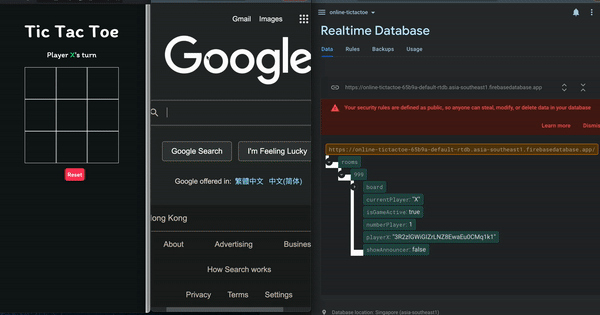 Tic Tac Toe
Player X's turn
Reset
Gmail Images
Google
Google Search
I'm Feeling Lucky
Google offered in: 繁體中文 中文(简体)
Hong Kong
About
Advertising
Busines
How Search works
Privacy
Terms
Settings
online-tictactoe
Realtime Database
Data
Rules
Backups
Usage
https://online-tictactoe-65b9a-default-rtdb.asia-southeast1.firebasedatabase.app
Your security rules are defined as public, so anyone can steal, modify, or delete data in your database
Learn more
Dismis
https://online-tictactoe-65b9a-default-rtdb.asia-southeast1.firebasedatabase.app/
rooms
999
board
currentPlayer: "X"
isGameActive: true
numberPlayer: 1
playerX: "3R2zlGWiGlZrLNZ8EwaEu0CMq1k1"
showAnnouncer: false
Database location: Singapore (asia-southeast1)